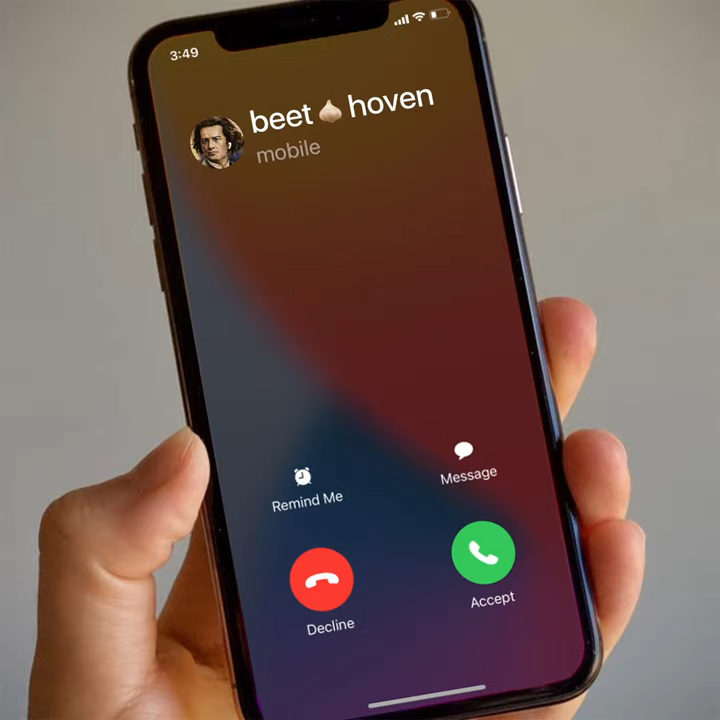 3:49
beet🧄hoven
mobile
Remind Me
Message
Decline
Accept